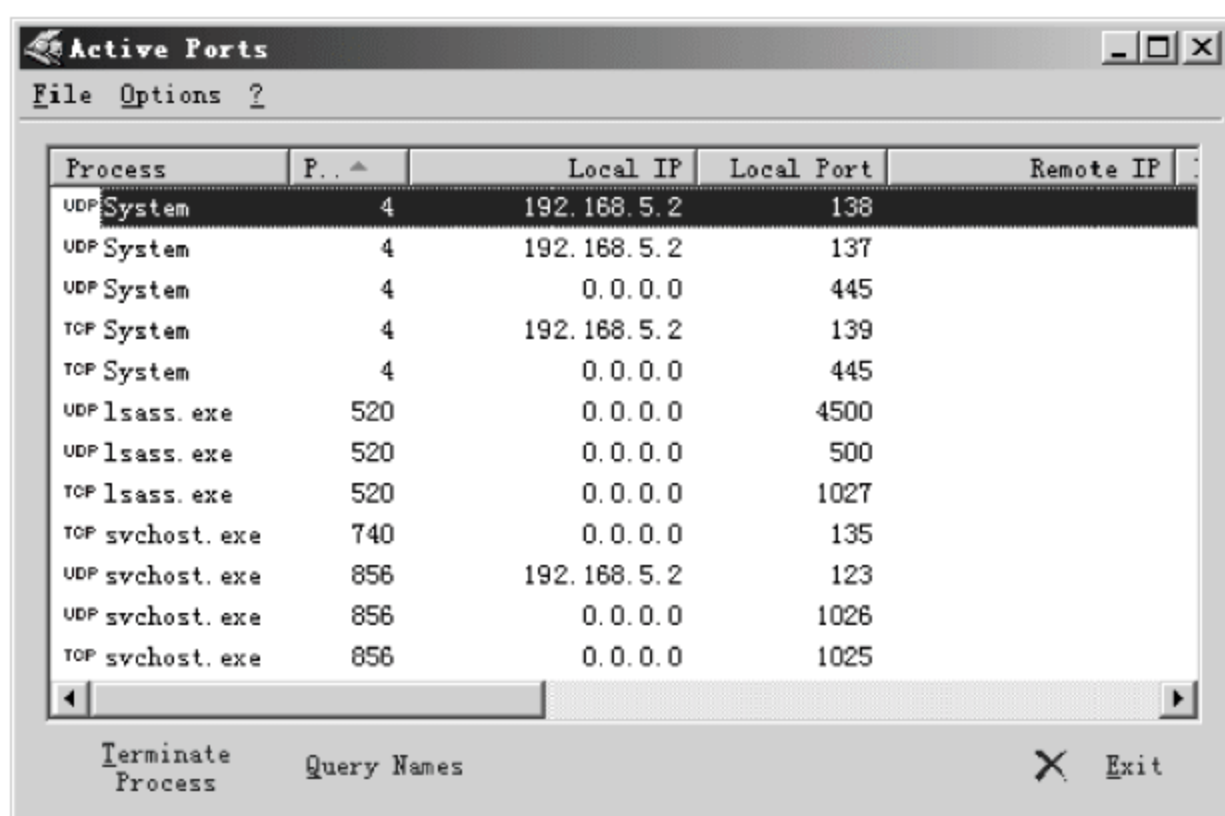 Active Ports
File Options ?
Process P.. Local IP Local Port Remote IP
UDP System 4 192.168.5.2 138
UDP System 4 192.168.5.2 137
UDP System 4 0.0.0.0 445
TCP System 4 192.168.5.2 139
TCP System 4 0.0.0.0 445
UDP lsass.exe 520 0.0.0.0 4500
UDP lsass.exe 520 0.0.0.0 500
TCP lsass.exe 520 0.0.0.0 1027
TCP svchost.exe 740 0.0.0.0 135
UDP svchost.exe 856 192.168.5.2 123
UDP svchost.exe 856 0.0.0.0 1026
TCP svchost.exe 856 0.0.0.0 1025
Terminate
Process Query Names Exit